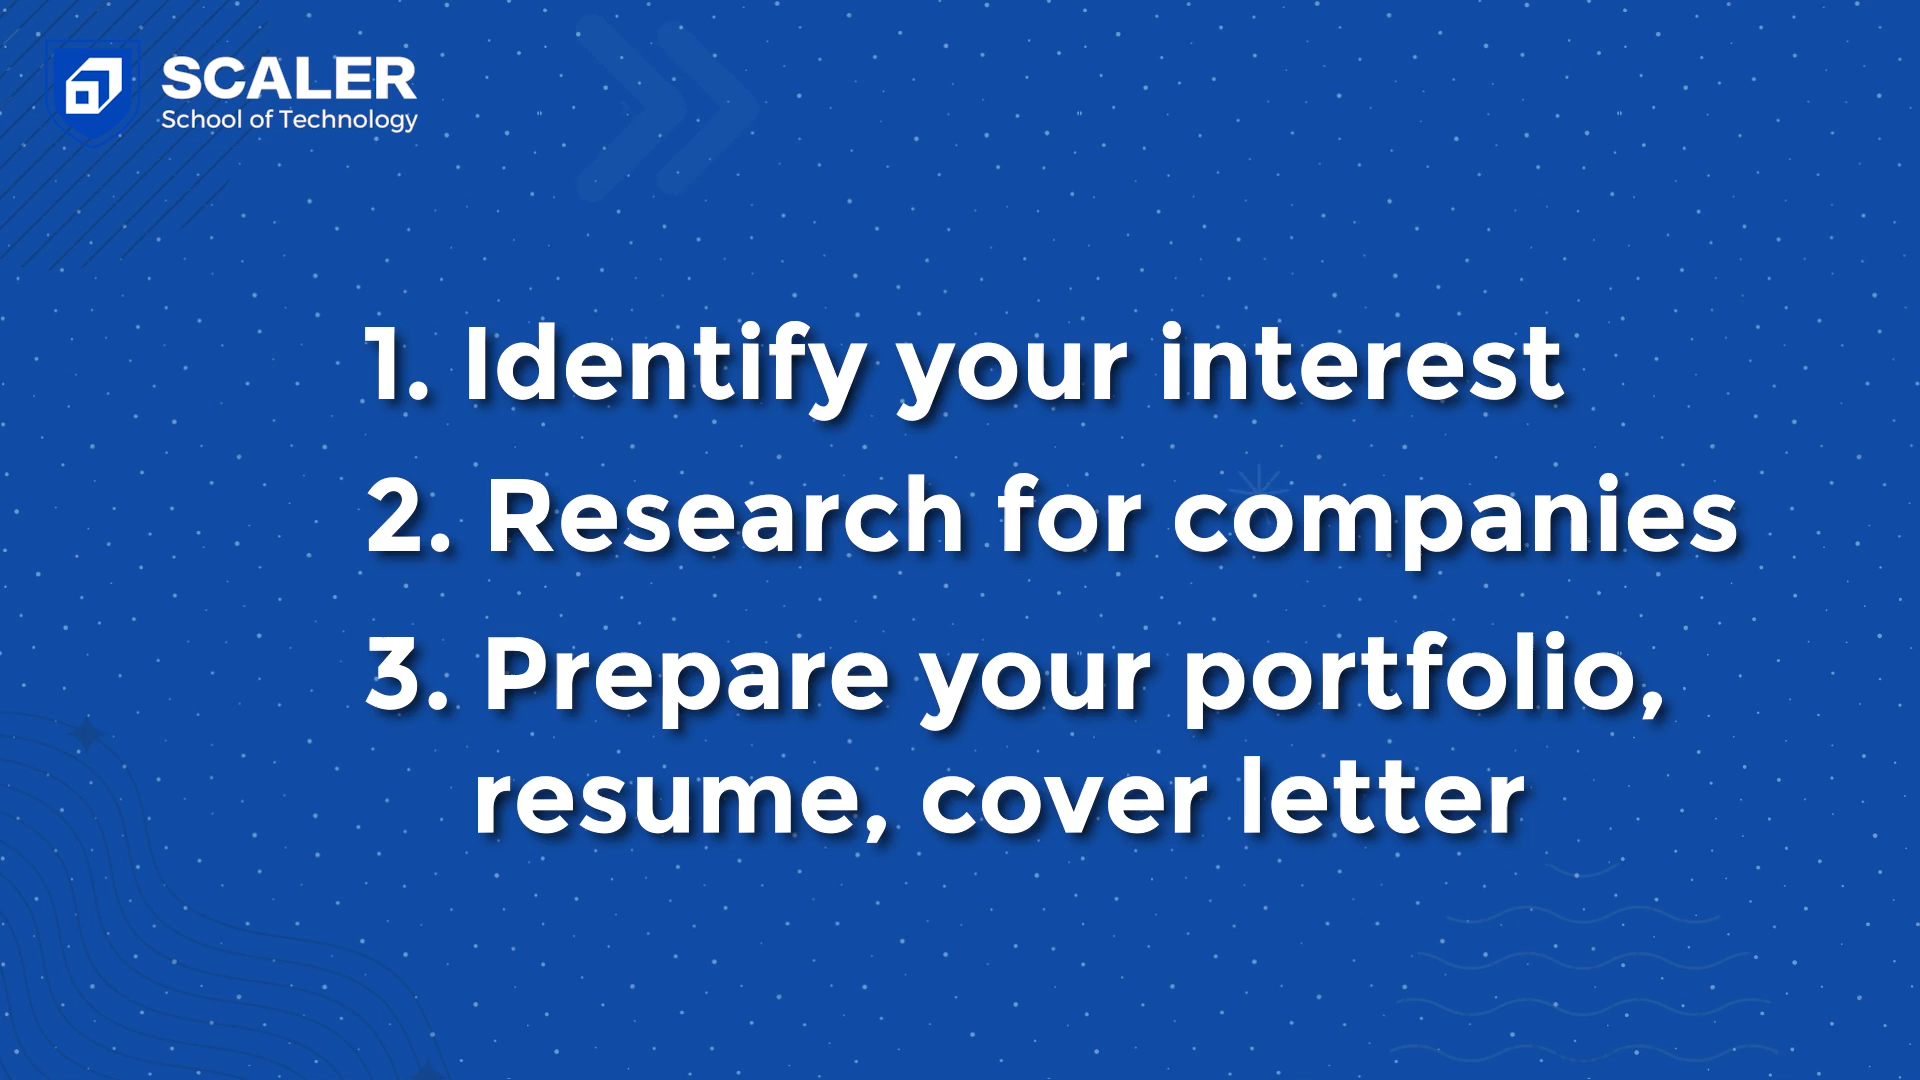 SCALER
School of Technology
1. Identify your interest
2. Research for companies
3. Prepare your portfolio,
resume, cover letter